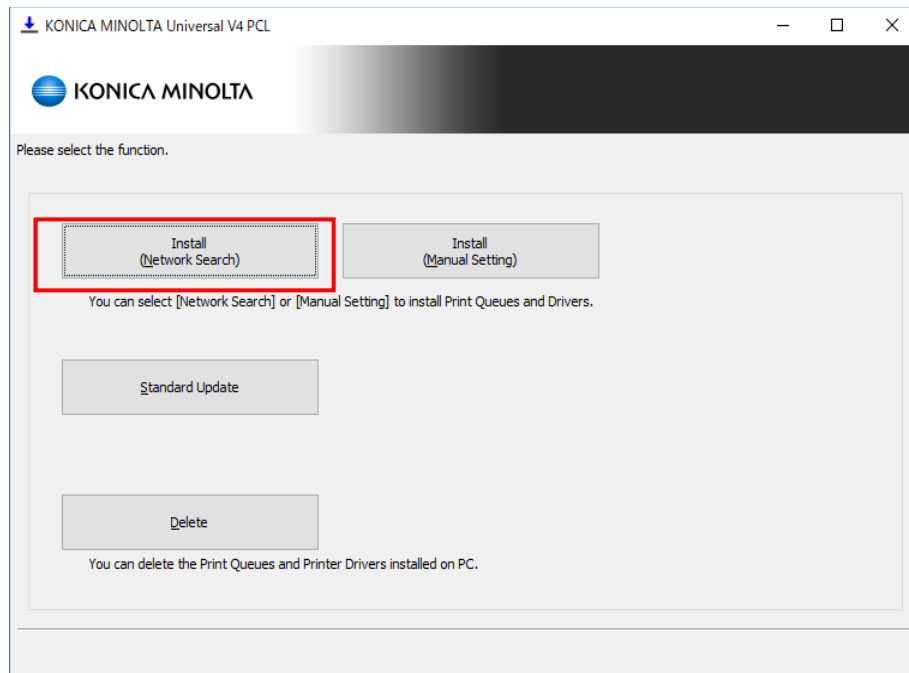 KONICA MINOLTA Universal V4 PCL
KONICA MINOLTA
Please select the function.
Install
(Network Search)
Install
(Manual Setting)
You can select [Network Search] or [Manual Setting] to install Print Queues and Drivers.
Standard Update
Delete
You can delete the Print Queues and Printer Drivers installed on PC.